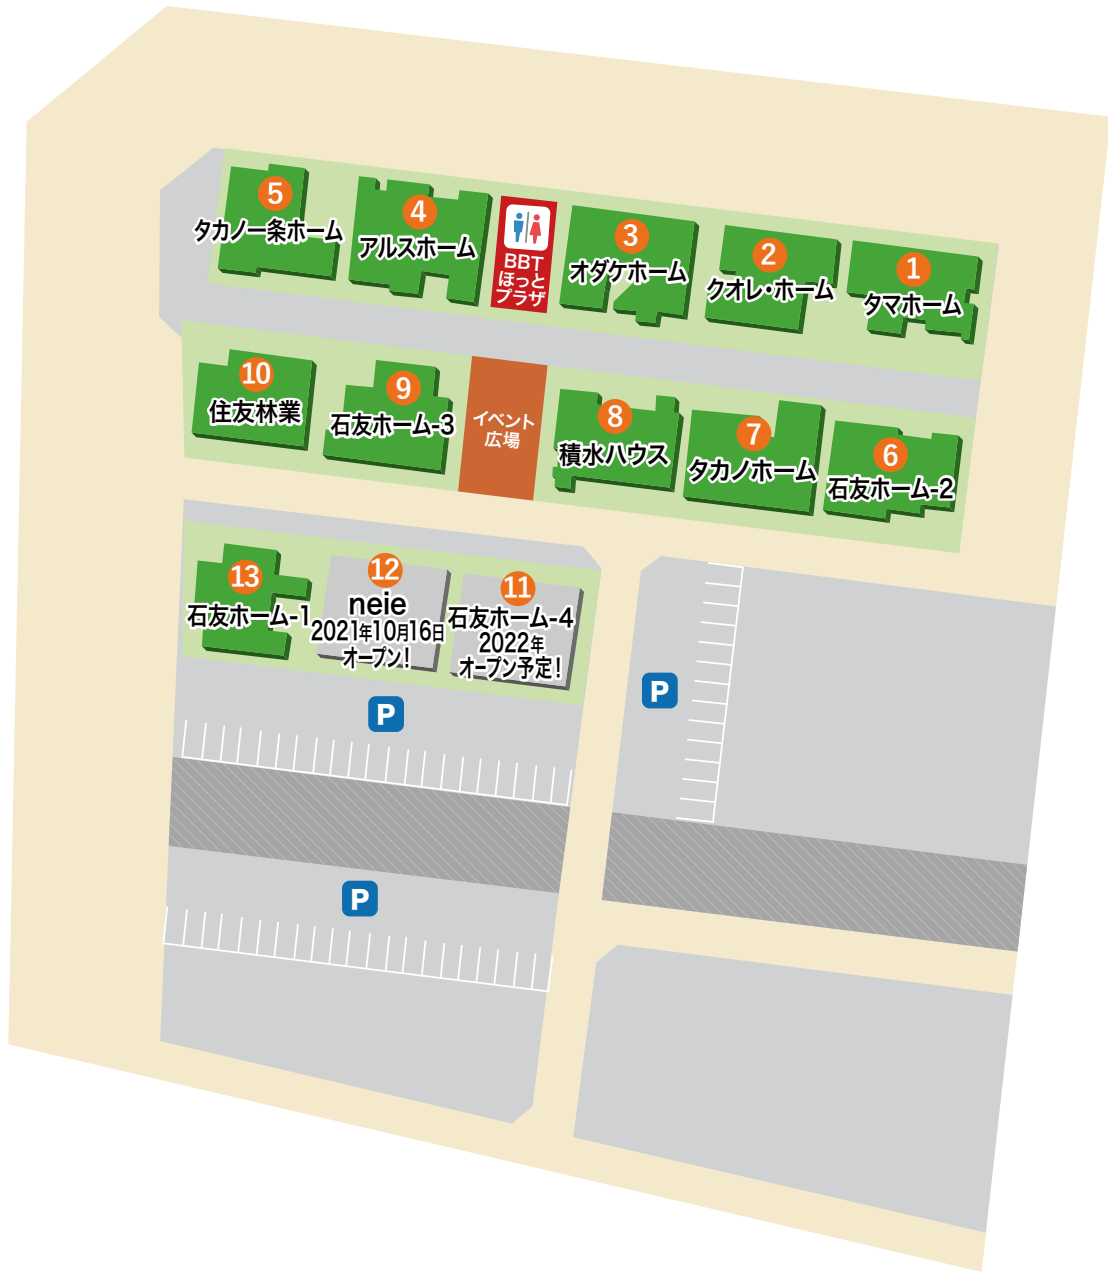 5
タカノ一条ホーム
4
アルスホーム
BBT
ほっと
プラザ
3
オダケホーム
2
クオレ・ホーム
1
タマホーム
10
住友林業
9
石友ホーム-3
イベント
広場
8
積水ハウス
7
タカノホーム
6
石友ホーム-2
13
石友ホーム-1
12
neie
2021年10月16日
オープン!
11
石友ホーム-4
2022年
オープン予定!
P
P
P